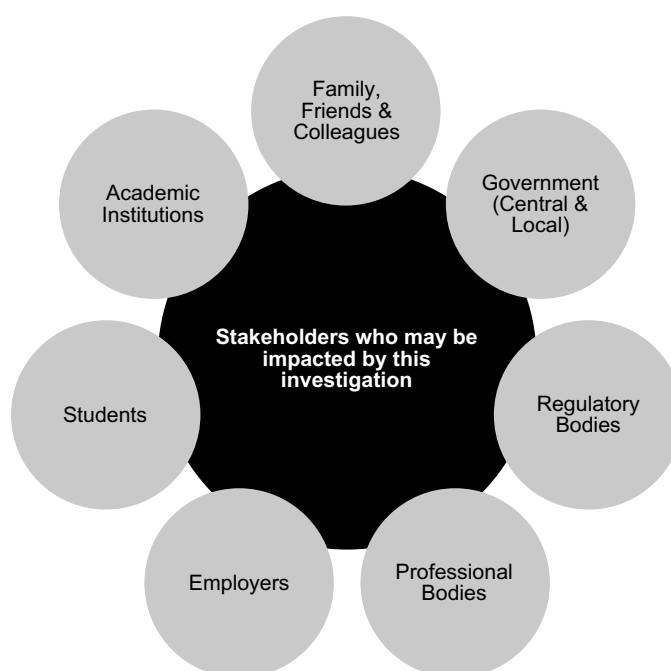 Family,
Friends &
Colleagues
Government
(Central &
Local)
Regulatory
Bodies
Professional
Bodies
Employers
Students
Academic
Institutions
Stakeholders who may be
impacted by this
investigation